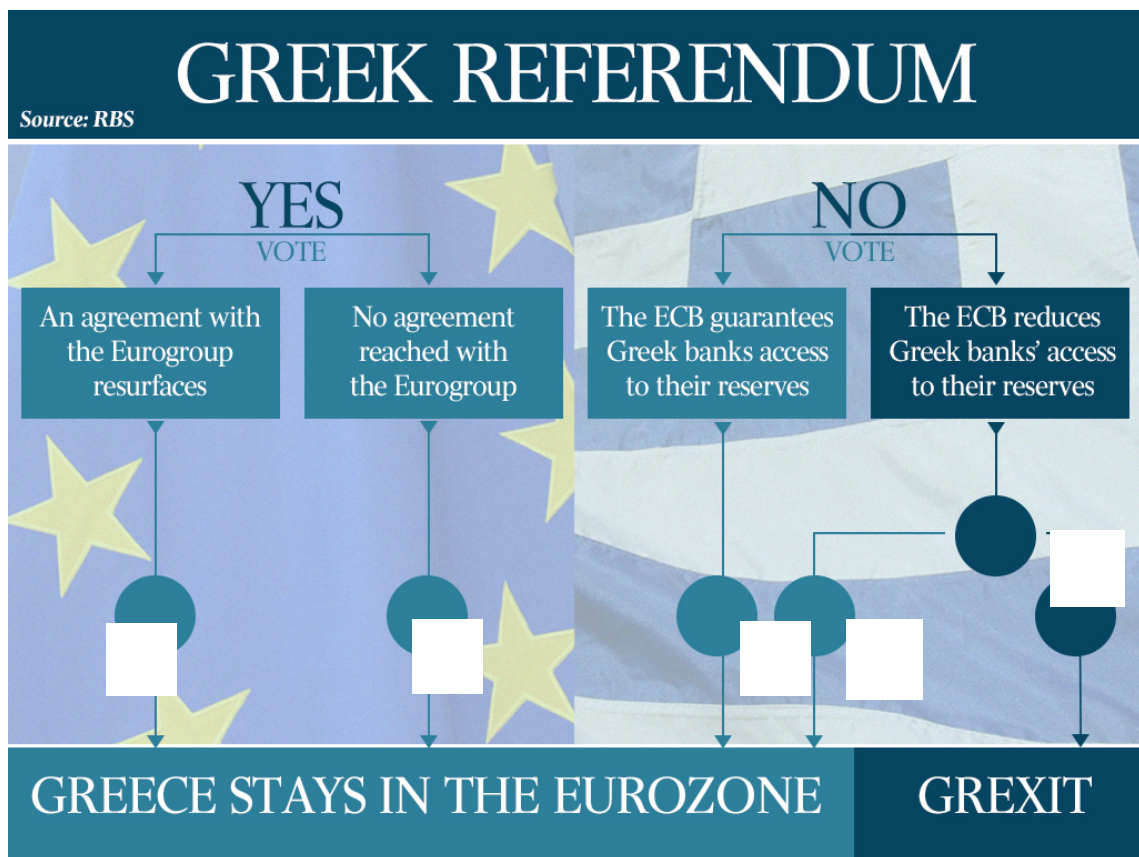 GREEK REFERENDUM
Source: RBS
YES
VOTE
An agreement with
the Eurogroup
resurfaces
No agreement
reached with
the Eurogroup
NO
VOTE
The ECB guarantees
Greek banks access
to their reserves
The ECB reduces
Greek banks’ access
to their reserves
GREECE STAYS IN THE EUROZONE
GREXIT